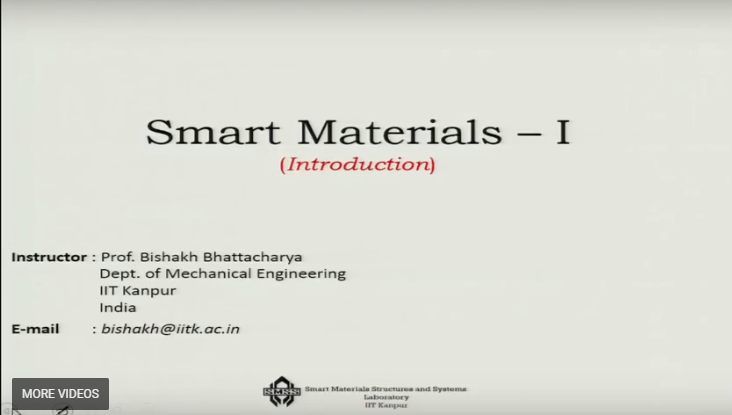 Smart Materials – I
(Introduction)
Instructor : Prof. Bishakh Bhattacharya
Dept. of Mechanical Engineering
IIT Kanpur
India
E-mail : bishakh@iitk.ac.in
MORE VIDEOS
SMSS
Smart Materials Structures and Systems
Laboratory
IIT Kanpur